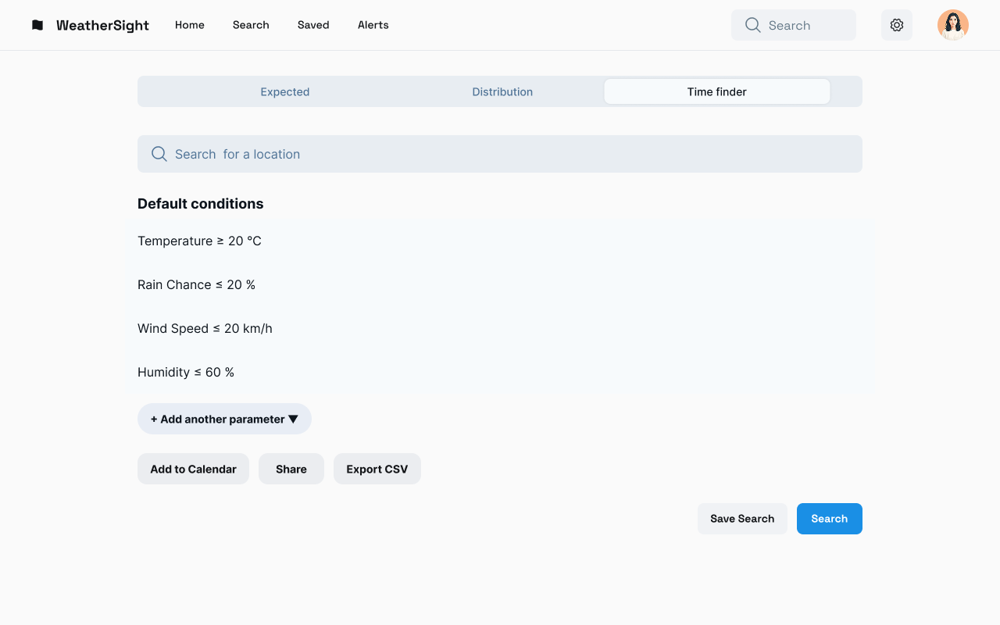 WeatherSight Home Search Saved Alerts Search
Expected Distribution Time finder
Search for a location
Default conditions
Temperature ≥ 20 °C
Rain Chance ≤ 20 %
Wind Speed ≤ 20 km/h
Humidity ≤ 60 %
+ Add another parameter ▼
Add to Calendar Share Export CSV
Save Search Search